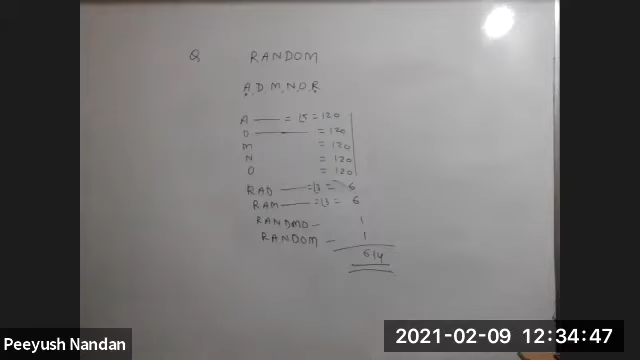 Q RANDOM
A, D, M, N, O, R
A —— = 15 = 120
D —— = 120
M = 120
N = 120
O = 120
RAD —— = 13 = 6
RAM —— = 13 = 6
RANDMO — 1
RANDOM — 1
614
Peeyush Nandan
2021-02-09 12:34:47